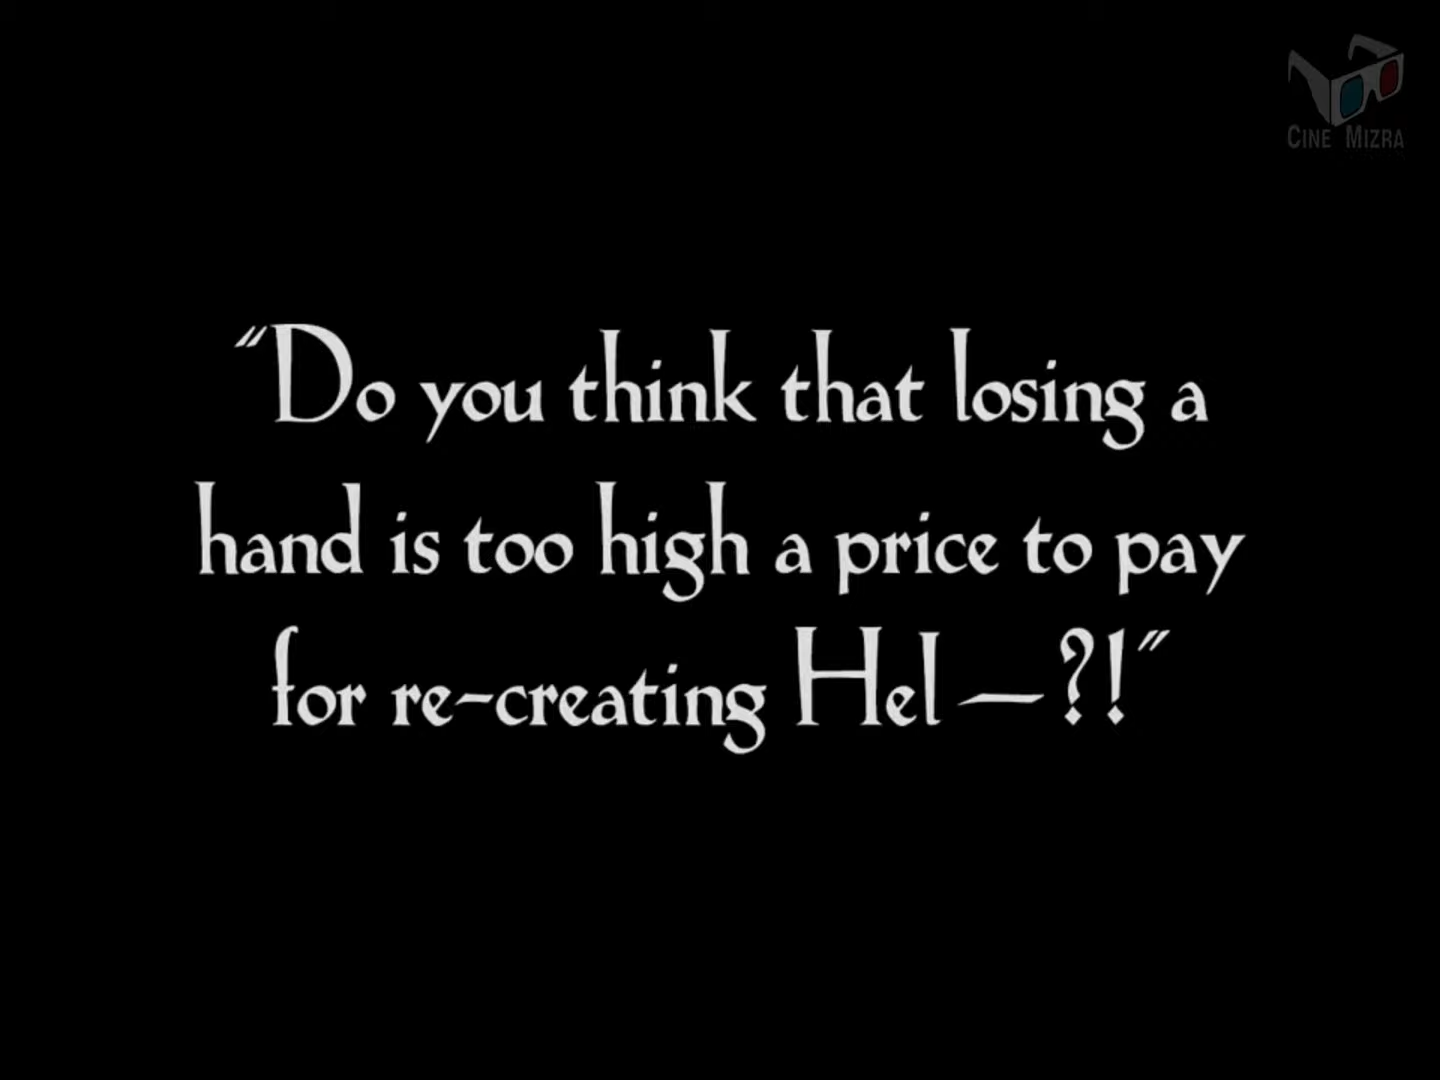 CINE MIZRA
"Do you think that losing a
hand is too high a price to pay
for re-creating Hel—?!"